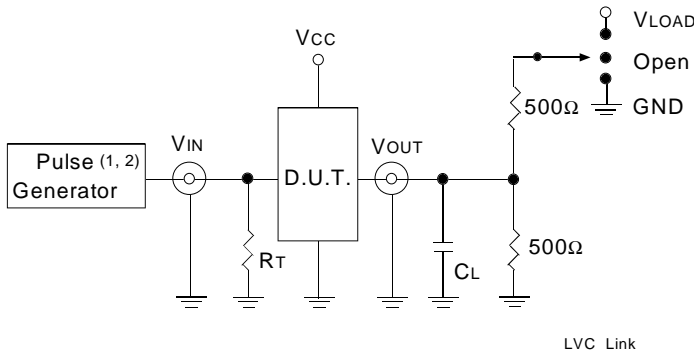 VLOAD
VCC
Open
500Ω
GND
VIN
VOUT
Pulse (1, 2)
Generator
D.U.T.
RT
CL
500Ω
LVC Link